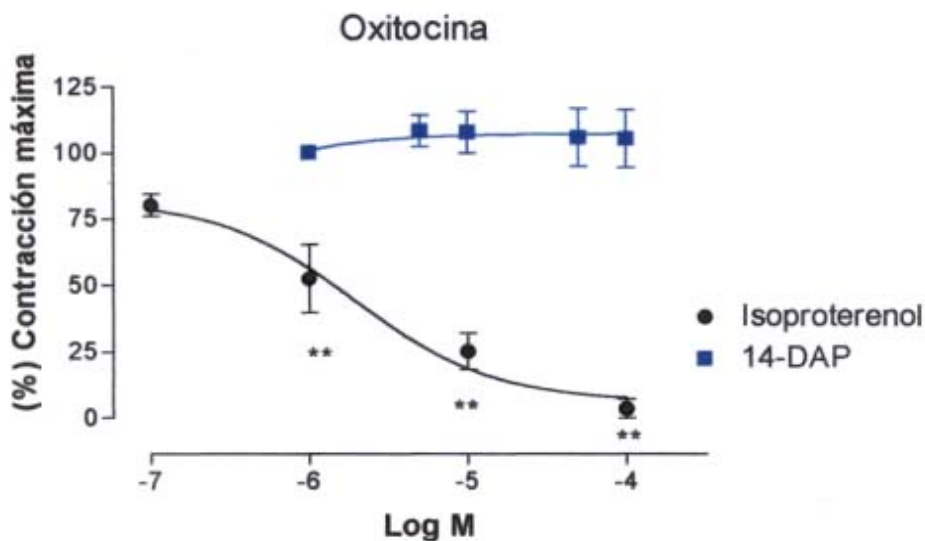 Oxitocina
(%) Contracción máxima
125
100
75
50
25
0
**
**
**
-7
-6
-5
-4
Log M
Isoproterenol
14-DAP